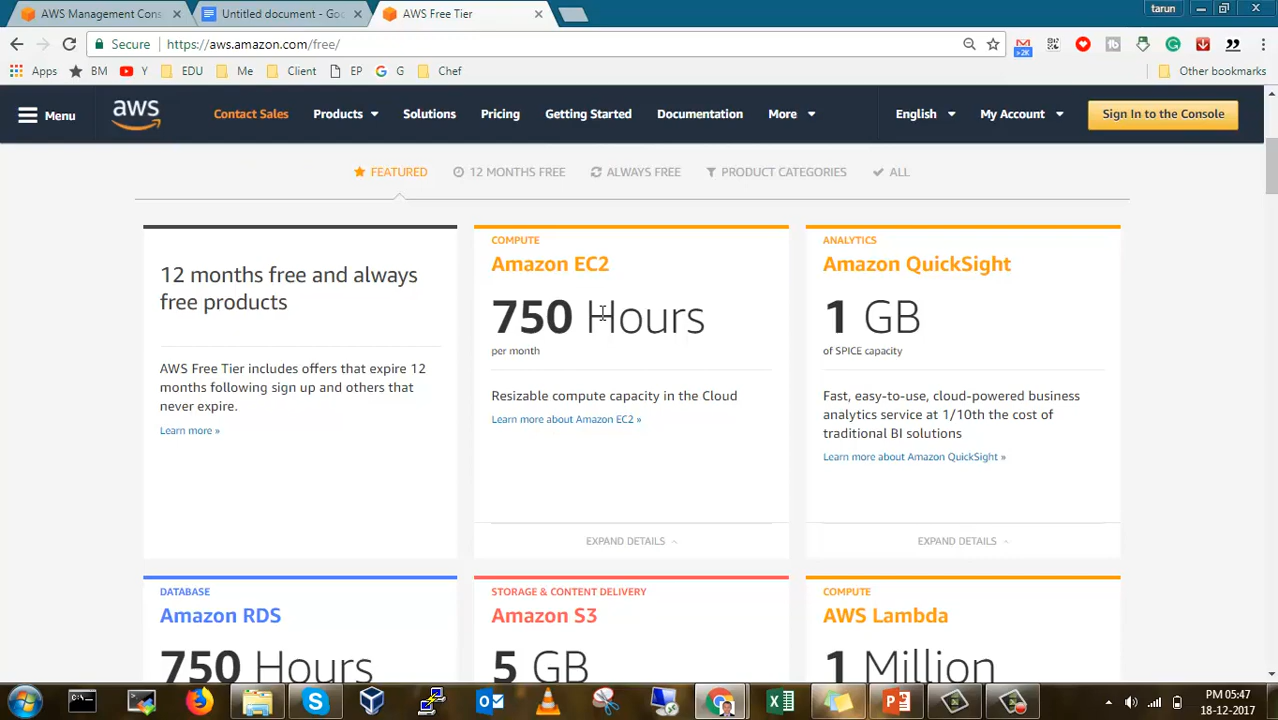 AWS Management Cons
Untitled document - Goo
AWS Free Tier
tarun
Secure
https://aws.amazon.com/free/
>2K
Apps
BM
Y
EDU
Me
Client
EP
G
Chef
Other bookmarks
Menu
aws
Contact Sales
Products
Solutions
Pricing
Getting Started
Documentation
More
English
My Account
Sign In to the Console
FEATURED
12 MONTHS FREE
ALWAYS FREE
PRODUCT CATEGORIES
ALL
12 months free and always
free products
AWS Free Tier includes offers that expire 12
months following sign up and others that
never expire.
Learn more »
COMPUTE
Amazon EC2
750 Hours
per month
Resizable compute capacity in the Cloud
Learn more about Amazon EC2 »
EXPAND DETAILS
ANALYTICS
Amazon QuickSight
1 GB
of SPICE capacity
Fast, easy-to-use, cloud-powered business
analytics service at 1/10th the cost of
traditional BI solutions
Learn more about Amazon QuickSight »
EXPAND DETAILS
DATABASE
Amazon RDS
750 Hours
STORAGE & CONTENT DELIVERY
Amazon S3
5 GB
COMPUTE
AWS Lambda
1 Million
PM 05:47
18-12-2017